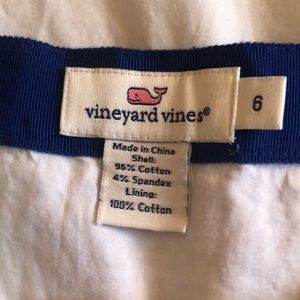 vineyard vines®
6
Made in China
Shell:
96% Cotton
4% Spandex
Lining:
100% Cotton